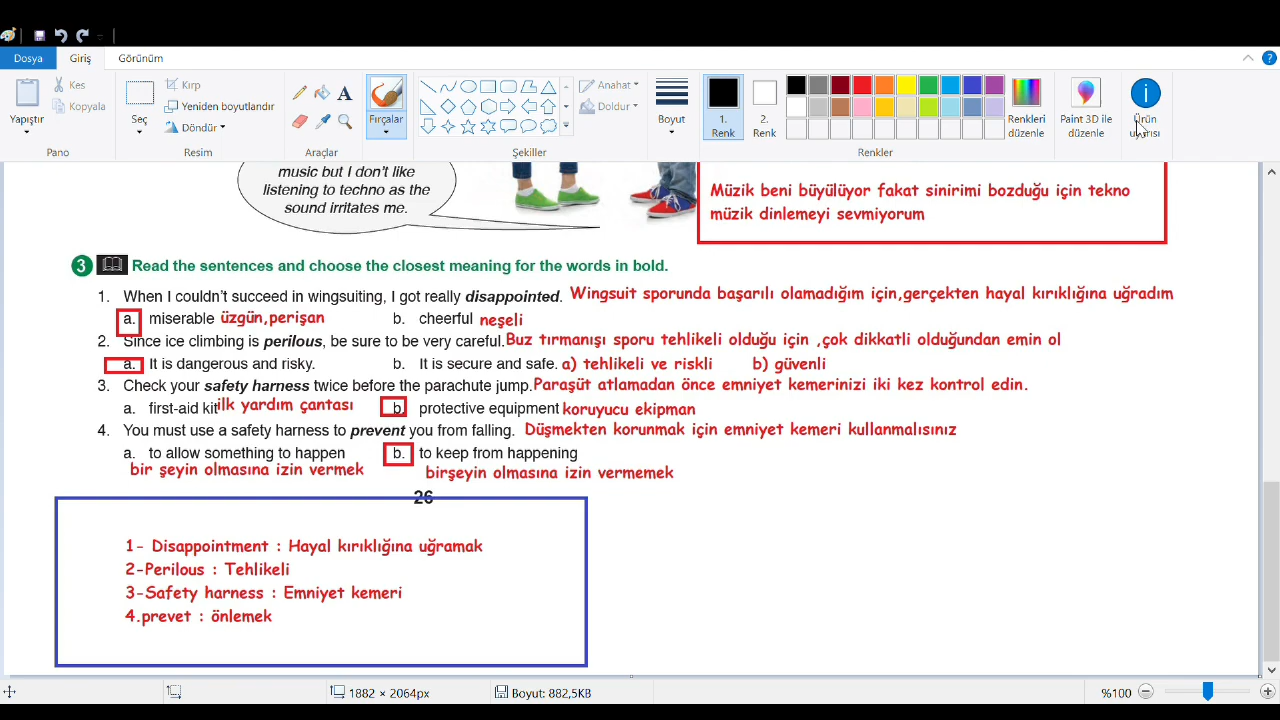 Dosya Giriş Görünüm
Yapıştır
Kes
Kopyala
Pano
Seç
Kırp
Yeniden boyutlandır
Döndür
Resim
A
Araçlar
Fırçalar
Anahat
Doldur
Şekiller
Boyut
1. Renk
2. Renk
Renkleri düzenle
Renkler
Paint 3D ile düzenle
Ürün uyarısı
music but I don't like
listening to techno as the
sound irritates me.
Müzik beni büyülüyor fakat sinirimi bozduğu için tekno
müzik dinlemeyi sevmiyorum
3 Read the sentences and choose the closest meaning for the words in bold.
1. When I couldn't succeed in wingsuiting, I got really disappointed. Wingsuit sporunda başarılı olamadığım için,gerçekten hayal kırıklığına uğradım
a. miserable üzgün,perişan b. cheerful neşeli
2. Since ice climbing is perilous, be sure to be very careful. Buz tırmanışı sporu tehlikeli olduğu için ,çok dikkatli olduğundan emin ol
a. It is dangerous and risky. b. It is secure and safe. a) tehlikeli ve riskli b) güvenli
3. Check your safety harness twice before the parachute jump. Paraşüt atlamadan önce emniyet kemerinizi iki kez kontrol edin.
a. first-aid kit ilk yardım çantası b. protective equipment koruyucu ekipman
4. You must use a safety harness to prevent you from falling. Düşmekten korunmak için emniyet kemeri kullanmalısınız
a. to allow something to happen b. to keep from happening
bir şeyin olmasına izin vermek birşeyin olmasına izin vermemek
26
1- Disappointment : Hayal kırıklığına uğramak
2-Perilous : Tehlikeli
3-Safety harness : Emniyet kemeri
4.prevet : önlemek
1882 × 2064px Boyut: 882,5KB %100